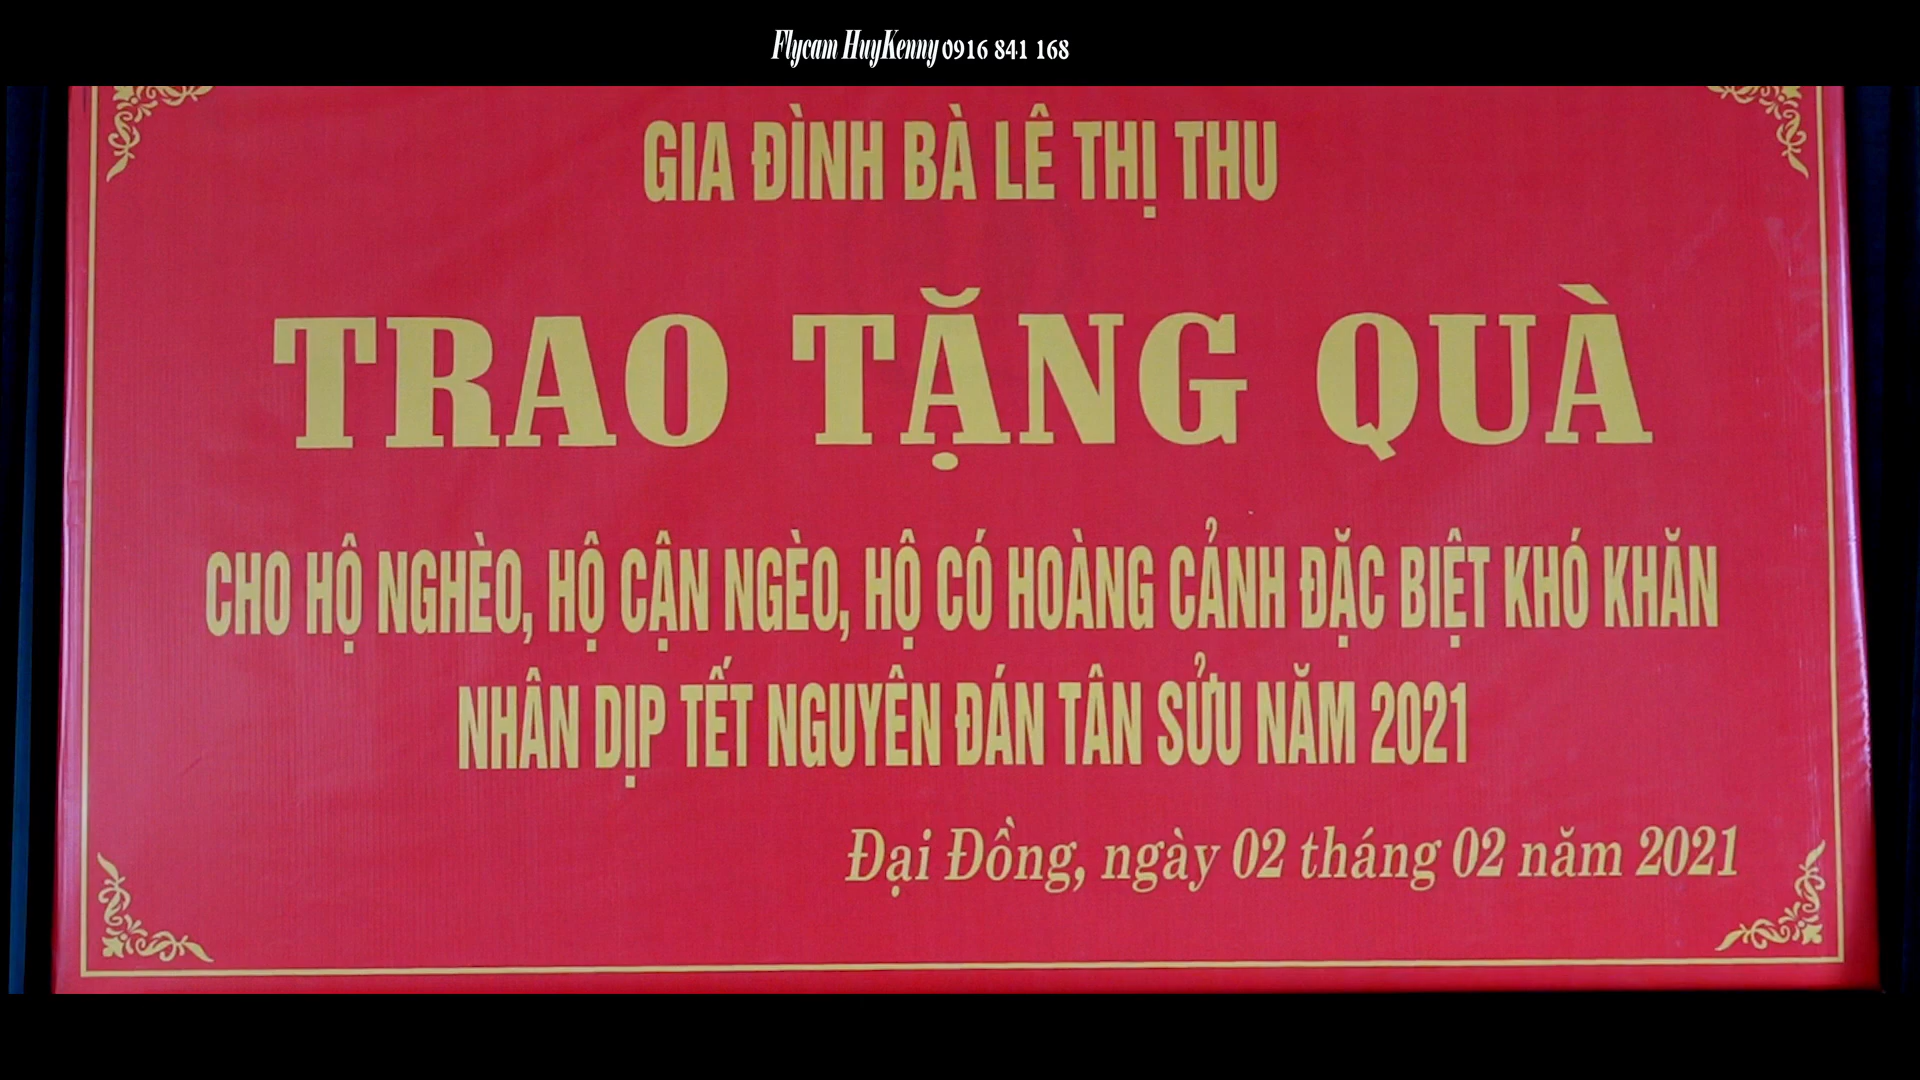 Flycam HuyKenny 0916 841 168
GIA ĐÌNH BÀ LÊ THỊ THU
TRAO TẶNG QUÀ
CHO HỘ NGHÈO, HỘ CẬN NGÈO, HỘ CÓ HOÀNG CẢNH ĐẶC BIỆT KHÓ KHĂN
NHÂN DỊP TẾT NGUYÊN ĐÁN TÂN SỬU NĂM 2021
Đại Đồng, ngày 02 tháng 02 năm 2021